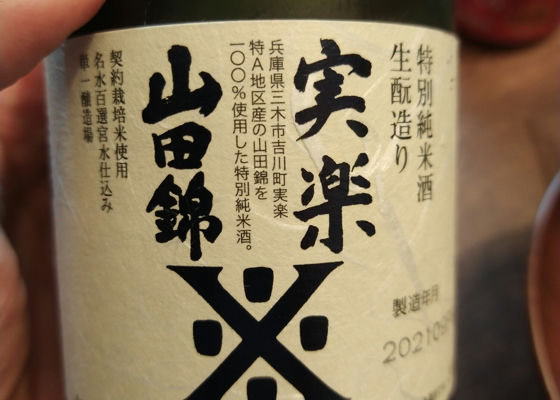 特別純米酒
生酛造り
実楽
兵庫県三木市吉川町実楽
特A地区産の山田錦を
一〇〇%使用した特別純米酒。
山田錦
契約栽培米使用
名水百選宮水仕込み
単一醸造場
製造年月